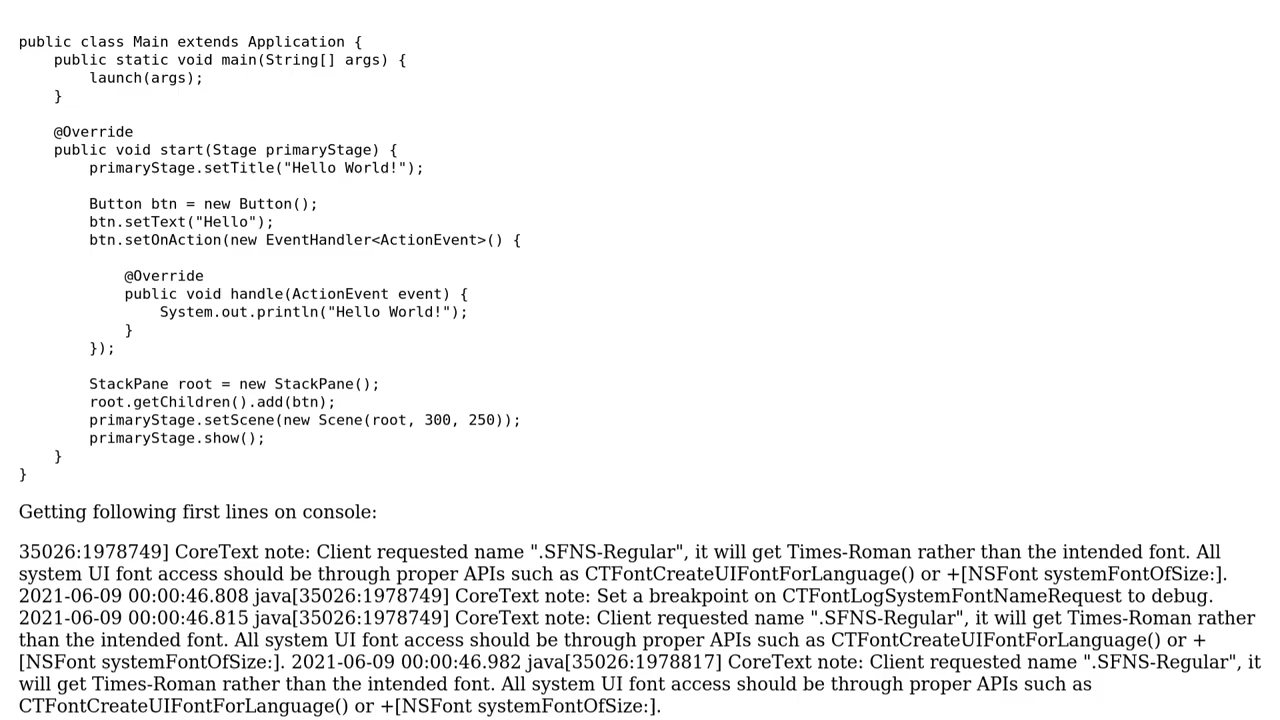 public class Main extends Application {
    public static void main(String[] args) {
        launch(args);
    }

    @Override
    public void start(Stage primaryStage) {
        primaryStage.setTitle("Hello World!");

        Button btn = new Button();
        btn.setText("Hello");
        btn.setOnAction(new EventHandler<ActionEvent>() {

            @Override
            public void handle(ActionEvent event) {
                System.out.println("Hello World!");
            }
        });

        StackPane root = new StackPane();
        root.getChildren().add(btn);
        primaryStage.setScene(new Scene(root, 300, 250));
        primaryStage.show();
    }
}
Getting following first lines on console:
35026:1978749] CoreText note: Client requested name ".SFNS-Regular", it will get Times-Roman rather than the intended font. All
system UI font access should be through proper APIs such as CTFontCreateUIFontForLanguage() or +[NSFont systemFontOfSize:].
2021-06-09 00:00:46.808 java[35026:1978749] CoreText note: Set a breakpoint on CTFontLogSystemFontNameRequest to debug.
2021-06-09 00:00:46.815 java[35026:1978749] CoreText note: Client requested name ".SFNS-Regular", it will get Times-Roman rather
than the intended font. All system UI font access should be through proper APIs such as CTFontCreateUIFontForLanguage() or +
[NSFont systemFontOfSize:]. 2021-06-09 00:00:46.982 java[35026:1978817] CoreText note: Client requested name ".SFNS-Regular", it
will get Times-Roman rather than the intended font. All system UI font access should be through proper APIs such as
CTFontCreateUIFontForLanguage() or +[NSFont systemFontOfSize:].